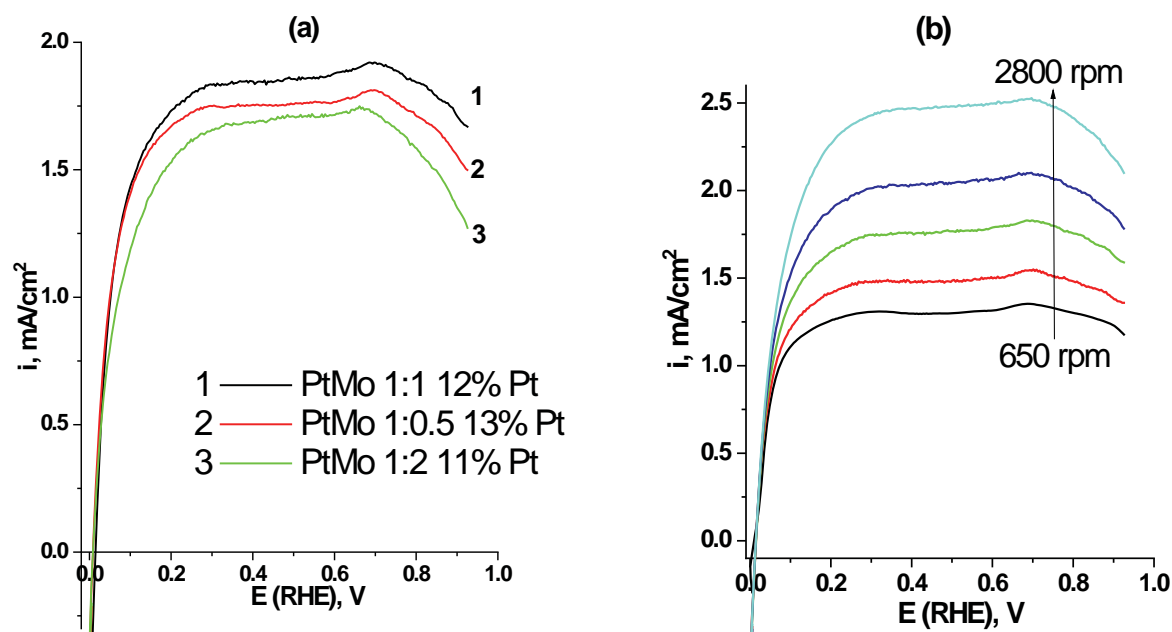 (a)
2.0
1.5
1.0
0.5
0.0
i, mA/cm²
1
2
3
1 PtMo 1:1 12% Pt
2 PtMo 1:0.5 13% Pt
3 PtMo 1:2 11% Pt
0.0 0.2 0.4 0.6 0.8 1.0
E (RHE), V
(b)
2800 rpm
2.5
2.0
1.5
1.0
0.5
0.0
i, mA/cm²
650 rpm
0.0 0.2 0.4 0.6 0.8 1.0
E (RHE), V